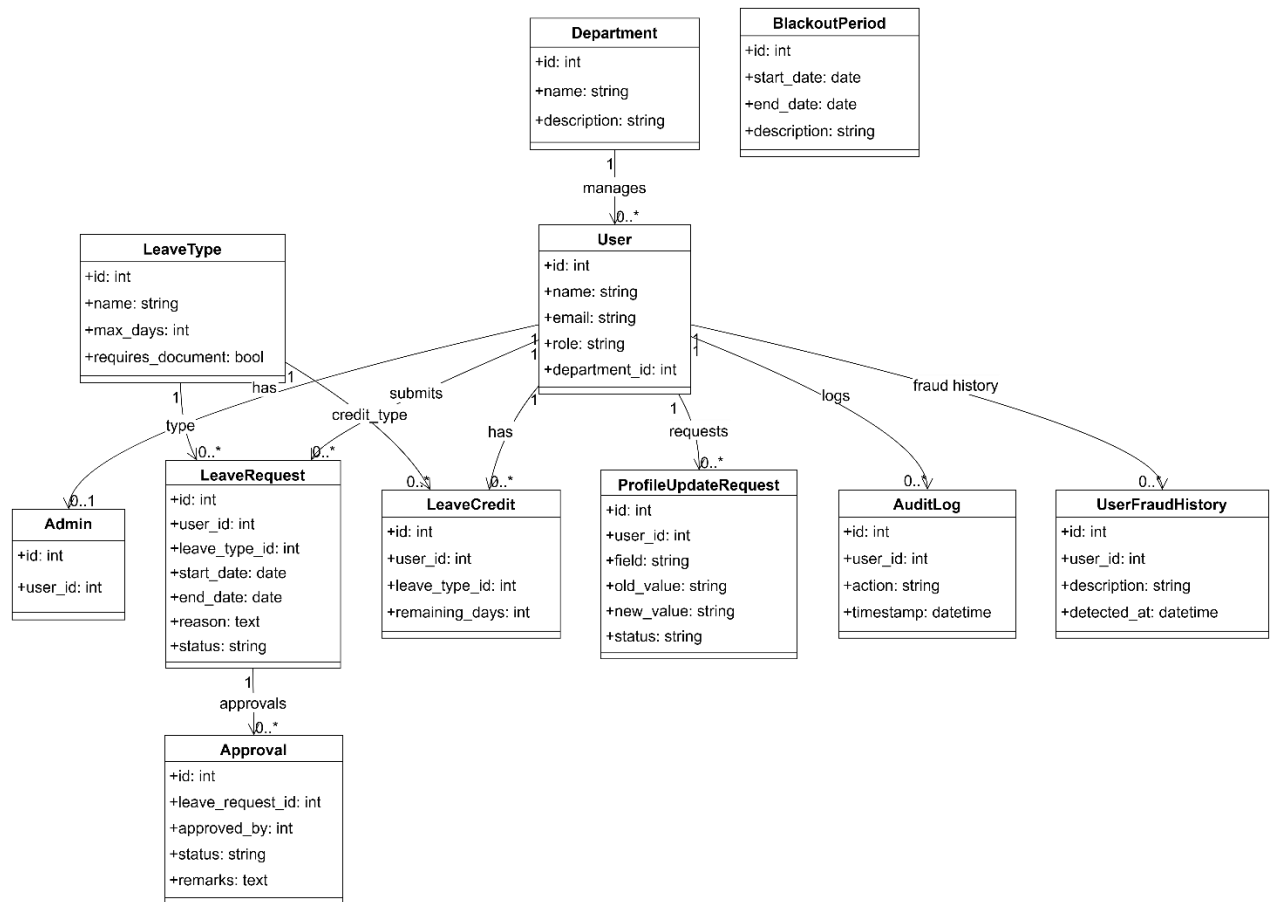 Department
+id: int
+name: string
+description: string
BlackoutPeriod
+id: int
+start_date: date
+end_date: date
+description: string
1
manages
0..*
User
+id: int
+name: string
+email: string
+role: string
+department_id: int
LeaveType
+id: int
+name: string
+max_days: int
+requires_document: bool
1
1
1
1
1
1
1
1
has
type
submits
credit_type
has
requests
logs
fraud history
0..1
0..*
0..*
0..*
0..*
0..*
0..*
0..*
Admin
+id: int
+user_id: int
LeaveRequest
+id: int
+user_id: int
+leave_type_id: int
+start_date: date
+end_date: date
+reason: text
+status: string
LeaveCredit
+id: int
+user_id: int
+leave_type_id: int
+remaining_days: int
ProfileUpdateRequest
+id: int
+user_id: int
+field: string
+old_value: string
+new_value: string
+status: string
AuditLog
+id: int
+user_id: int
+action: string
+timestamp: datetime
UserFraudHistory
+id: int
+user_id: int
+description: string
+detected_at: datetime
1
approvals
0..*
Approval
+id: int
+leave_request_id: int
+approved_by: int
+status: string
+remarks: text